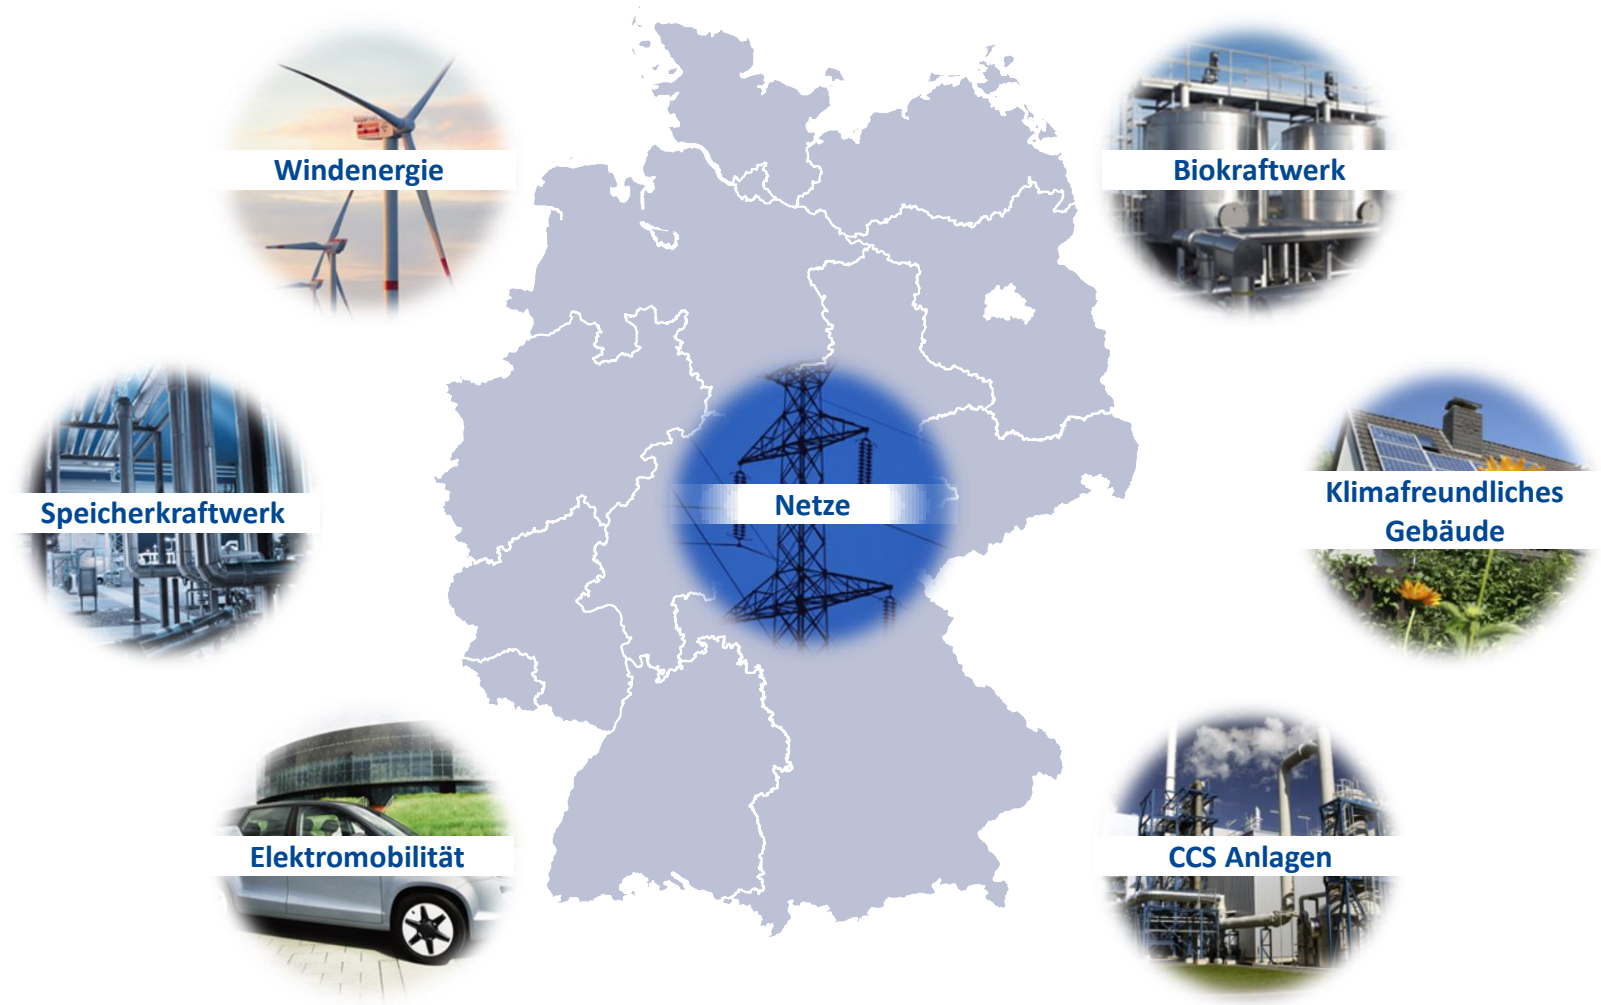 Windenergie
Biokraftwerk
Speicherkraftwerk
Netze
Klimafreundliches
Gebäude
Elektromobilität
CCS Anlagen